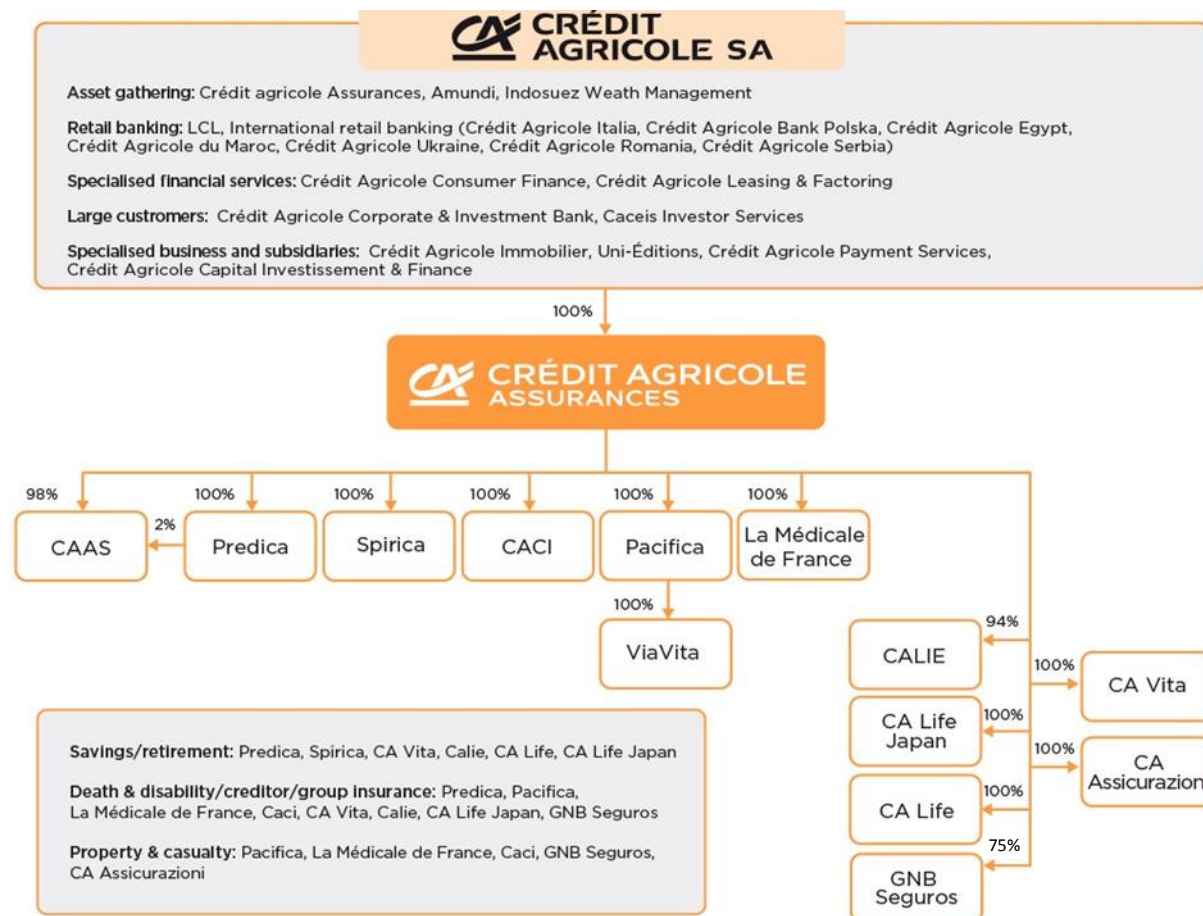 CRÉDIT
AGRICOLE SA
Asset gathering: Crédit agricole Assurances, Amundi, Indosuez Weath Management
Retail banking: LCL, International retail banking (Crédit Agricole Italia, Crédit Agricole Bank Polska, Crédit Agricole Egypt,
Crédit Agricole du Maroc, Crédit Agricole Ukraine, Crédit Agricole Romania, Crédit Agricole Serbia)
Specialised financial services: Crédit Agricole Consumer Finance, Crédit Agricole Leasing & Factoring
Large custromers: Crédit Agricole Corporate & Investment Bank, Caceis Investor Services
Specialised business and subsidiaries: Crédit Agricole Immobilier, Uni-Éditions, Crédit Agricole Payment Services,
Crédit Agricole Capital Investissement & Finance
100%
CRÉDIT AGRICOLE
ASSURANCES
98%
100%
100%
100%
100%
100%
CAAS
2%
Predica
Spirica
CACI
Pacifica
La Médicale
de France
100%
ViaVita
94%
CALIE
100%
CA Vita
100%
CA Life
Japan
100%
CA
Assicurazion
100%
CA Life
75%
GNB
Seguros
Savings/retirement: Predica, Spirica, CA Vita, Calie, CA Life, CA Life Japan
Death & disability/creditor/group insurance: Predica, Pacifica,
La Médicale de France, Caci, CA Vita, Calie, CA Life Japan, GNB Seguros
Property & casualty: Pacifica, La Médicale de France, Caci, GNB Seguros,
CA Assicurazioni